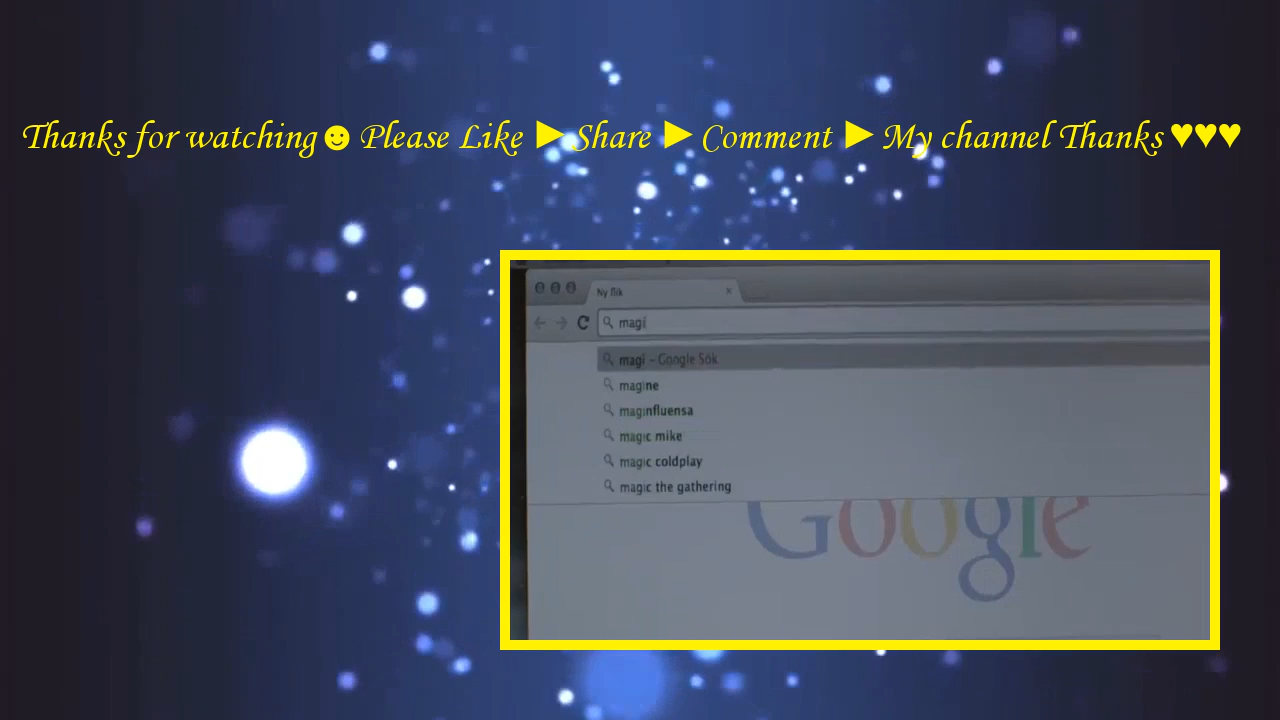 Thanks for watching☻Please Like ►Share ► Comment ► My channel Thanks ♥♥♥
Ny flik
magi
magi – Google Sök
magine
maginfluensa
magic mike
magic coldplay
magic the gathering
Google